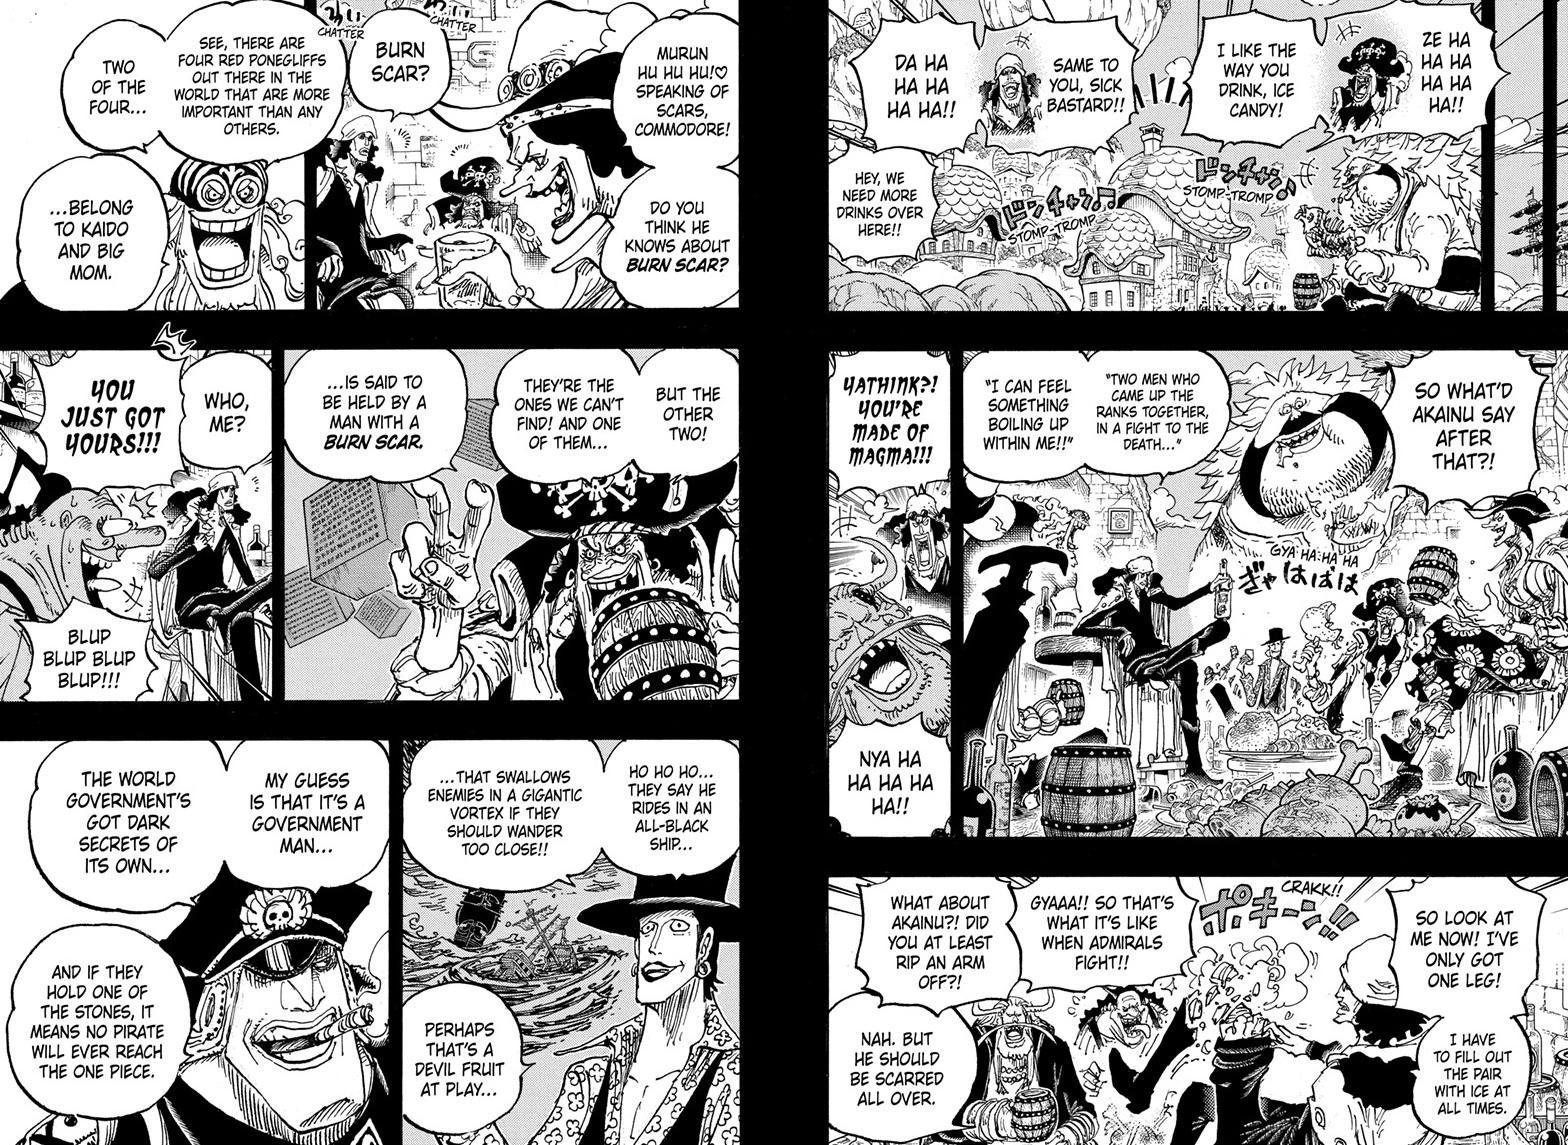 ZE HA
HA HA
HA HA
HA!!
I LIKE THE
WAY YOU
DRINK, ICE
CANDY!
SAME TO
YOU, SICK
BASTARD!!
DA HA
HA HA
HA HA!!
HEY, WE
NEED MORE
DRINKS OVER
HERE!!
ドンチャン♪
STOMP-TROMP
ドンチャン♫
STOMP-TROMP
SO WHAT'D
AKAINU SAY
AFTER
THAT?!
"TWO MEN WHO
CAME UP THE
RANKS TOGETHER,
IN A FIGHT TO THE
DEATH..."
"I CAN FEEL
SOMETHING
BOILING UP
WITHIN ME!!"
GYA HA HA HA
ぎゃはははは
YATHINK?!
YOU'RE
MADE OF
MAGMA!!!
NYA HA
HA HA HA
HA!!
SO LOOK AT
ME NOW! I'VE
ONLY GOT
ONE LEG!
I HAVE
TO FILL OUT
THE PAIR
WITH ICE AT
ALL TIMES.
CRAKK!!
ポキーン!!
GYAAA!! SO THAT'S
WHAT IT'S LIKE
WHEN ADMIRALS
FIGHT!!
WHAT ABOUT
AKAINU?! DID
YOU AT LEAST
RIP AN ARM
OFF?!
NAH. BUT
HE SHOULD
BE SCARRED
ALL OVER.
MURUN
HU HU HU!♡
SPEAKING OF
SCARS,
COMMODORE!
DO YOU
THINK HE
KNOWS ABOUT
BURN SCAR?
CHATTER
CHATTER
BURN
SCAR?
SEE, THERE ARE
FOUR RED PONEGLIFFS
OUT THERE IN THE
WORLD THAT ARE MORE
IMPORTANT THAN ANY
OTHERS.
TWO
OF THE
FOUR...
...BELONG
TO KAIDO
AND BIG
MOM.
BUT THE
OTHER
TWO!
THEY'RE THE
ONES WE CAN'T
FIND! AND ONE
OF THEM...
...IS SAID TO
BE HELD BY A
MAN WITH A
BURN SCAR.
WHO,
ME?
YOU
JUST GOT
YOURS!!!
BLUP
BLUP BLUP
BLUP!!!
HO HO HO...
THEY SAY HE
RIDES IN AN
ALL-BLACK
SHIP...
...THAT SWALLOWS
ENEMIES IN A GIGANTIC
VORTEX IF THEY
SHOULD WANDER
TOO CLOSE!!
PERHAPS
THAT'S A
DEVIL FRUIT
AT PLAY...
MY GUESS
IS THAT IT'S A
GOVERNMENT
MAN...
THE WORLD
GOVERNMENT'S
GOT DARK
SECRETS OF
ITS OWN...
AND IF THEY
HOLD ONE OF
THE STONES, IT
MEANS NO PIRATE
WILL EVER REACH
THE ONE PIECE.